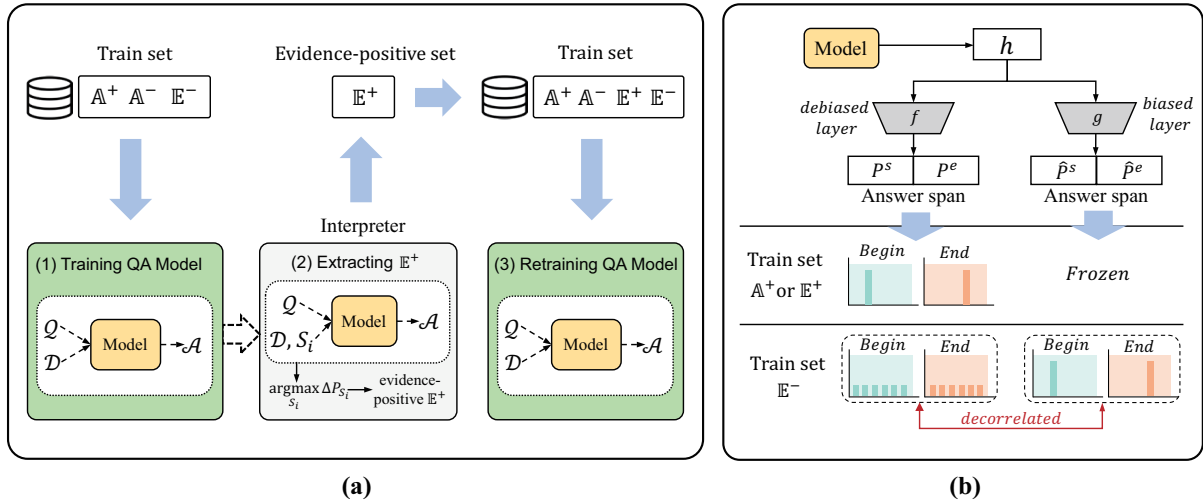 Train set
𝔸⁺ 𝔸⁻ 𝔼⁻
Evidence-positive set
𝔼⁺
Train set
𝔸⁺ 𝔸⁻ 𝔼⁺ 𝔼⁻
Interpreter
(1) Training QA Model
Q
𝒟
Model
𝒜
(2) Extracting 𝔼⁺
Q
𝒟, Sᵢ
Model
𝒜
argmax ΔP_{Sᵢ}
Sᵢ
evidence-
positive 𝔼⁺
(3) Retraining QA Model
Q
𝒟
Model
𝒜
(a)
Model
h
debiased
layer
f
g
biased
layer
Pˢ Pᵉ
P̂ˢ P̂ᵉ
Answer span
Answer span
Train set
𝔸⁺ or 𝔼⁺
Begin
End
Frozen
Train set
𝔼⁻
Begin
End
Begin
End
decorrelated
(b)